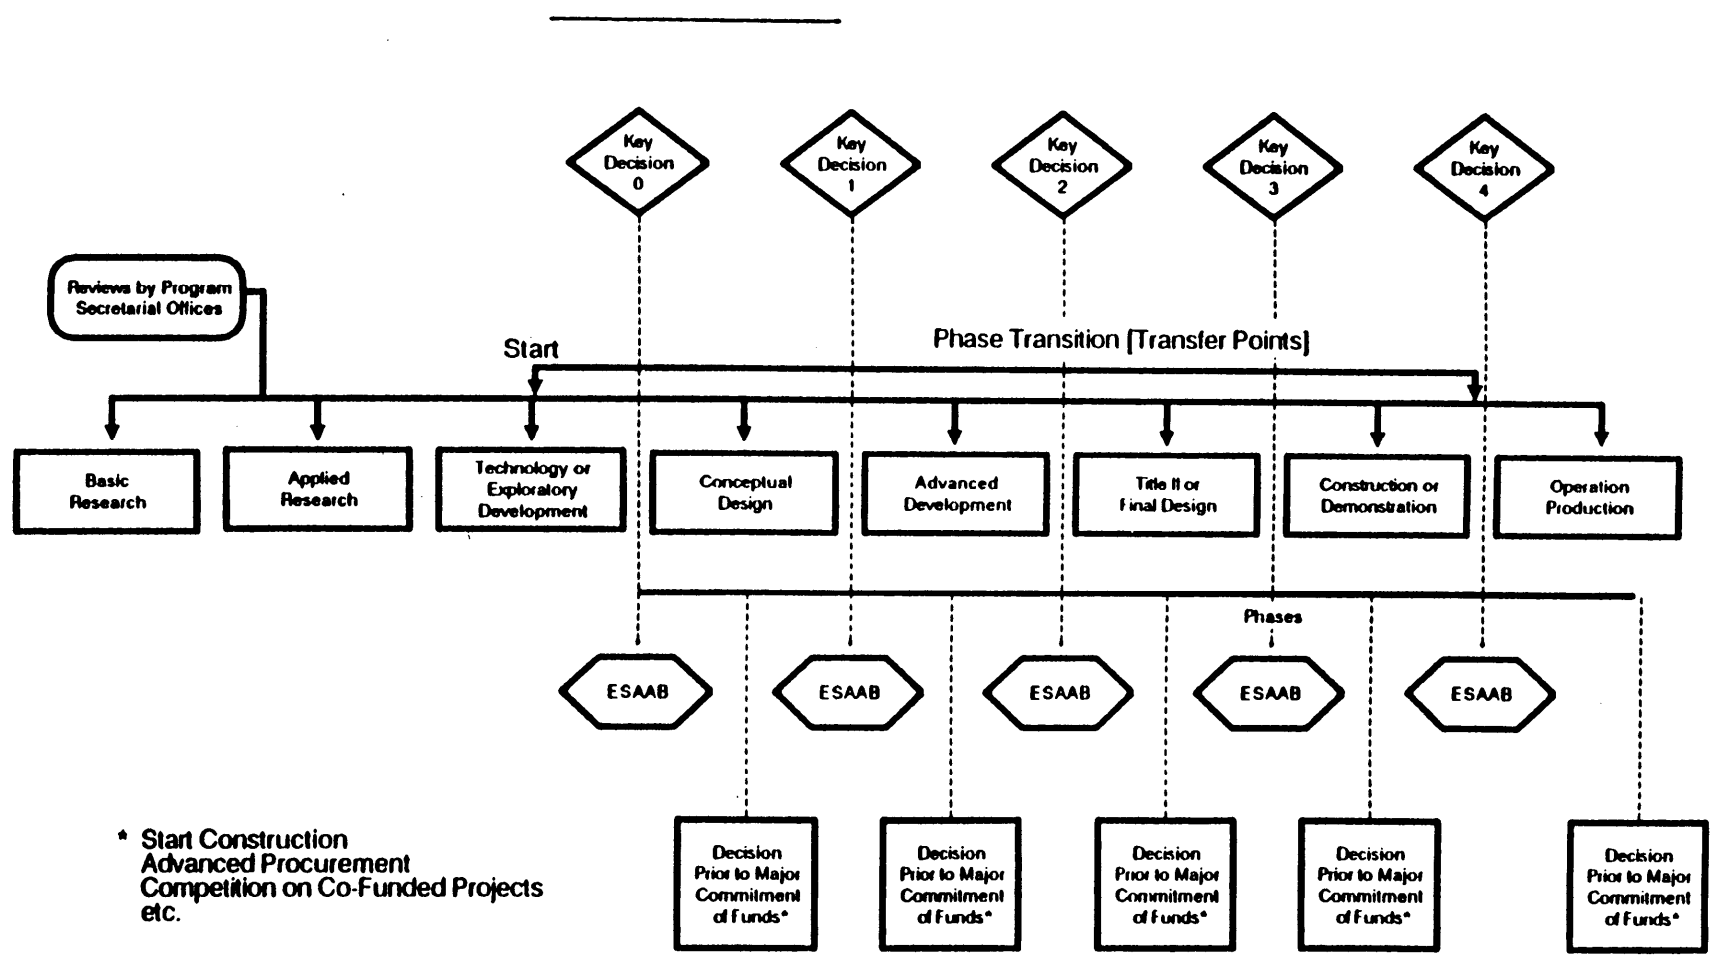 Key
Decision
0
Key
Decision
1
Key
Decision
2
Key
Decision
3
Key
Decision
4
Reviews by Program
Secretarial Offices
Start
Phase Transition [Transfer Points]
Basic
Research
Applied
Research
Technology or
Exploratory
Development
Conceptual
Design
Advanced
Development
Title II or
Final Design
Construction or
Demonstration
Operation
Production
Phases
ESAAB
ESAAB
ESAAB
ESAAB
ESAAB
Decision
Prior to Major
Commitment
of Funds*
Decision
Prior to Major
Commitment
of Funds*
Decision
Prior to Major
Commitment
of Funds*
Decision
Prior to Major
Commitment
of Funds*
Decision
Prior to Major
Commitment
of Funds*
* Start Construction
Advanced Procurement
Competition on Co-Funded Projects
etc.